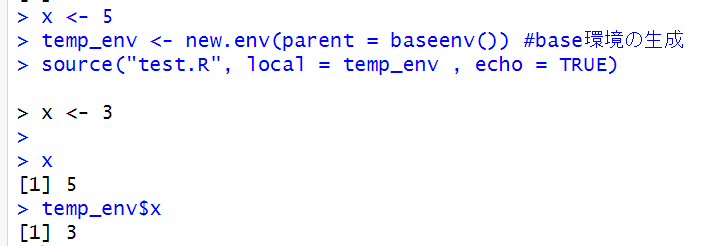 > x <- 5
> temp_env <- new.env(parent = baseenv()) #base環境の生成
> source("test.R", local = temp_env , echo = TRUE)
> x <- 3
>
> x
[1] 5
> temp_env$x
[1] 3